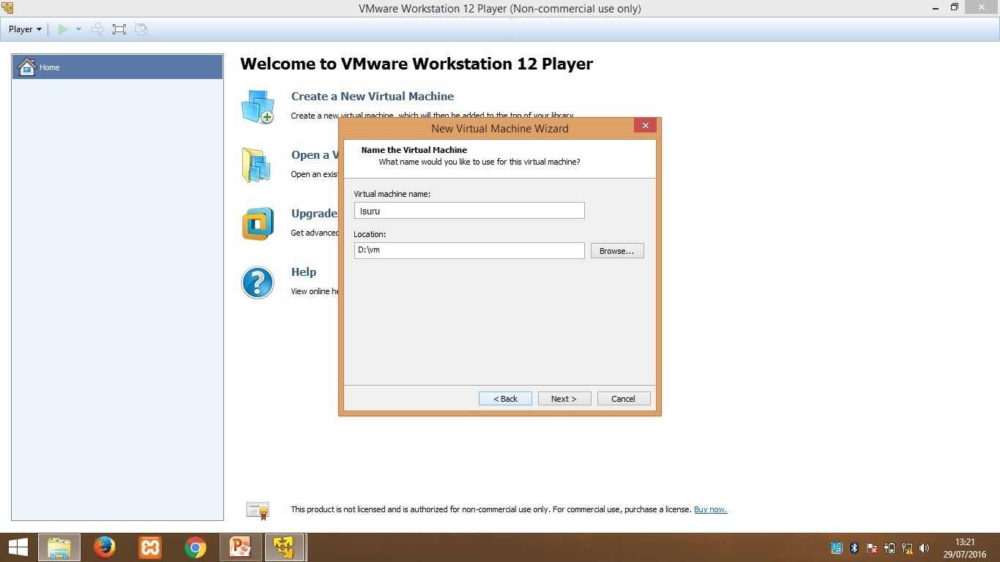 VMware Workstation 12 Player (Non-commercial use only)
Player
Home
Welcome to VMware Workstation 12 Player
Create a New Virtual Machine
Create a new virtual machine, which will then be added to the top of your library.
Open a V
Open an exis
Upgrade
Get advanced
Help
View online he
New Virtual Machine Wizard
Name the Virtual Machine
What name would you like to use for this virtual machine?
Virtual machine name:
Isuru
Location:
D:\vm
Browse...
< Back
Next >
Cancel
This product is not licensed and is authorized for non-commercial use only. For commercial use, purchase a license. Buy now.
13:21
29/07/2016